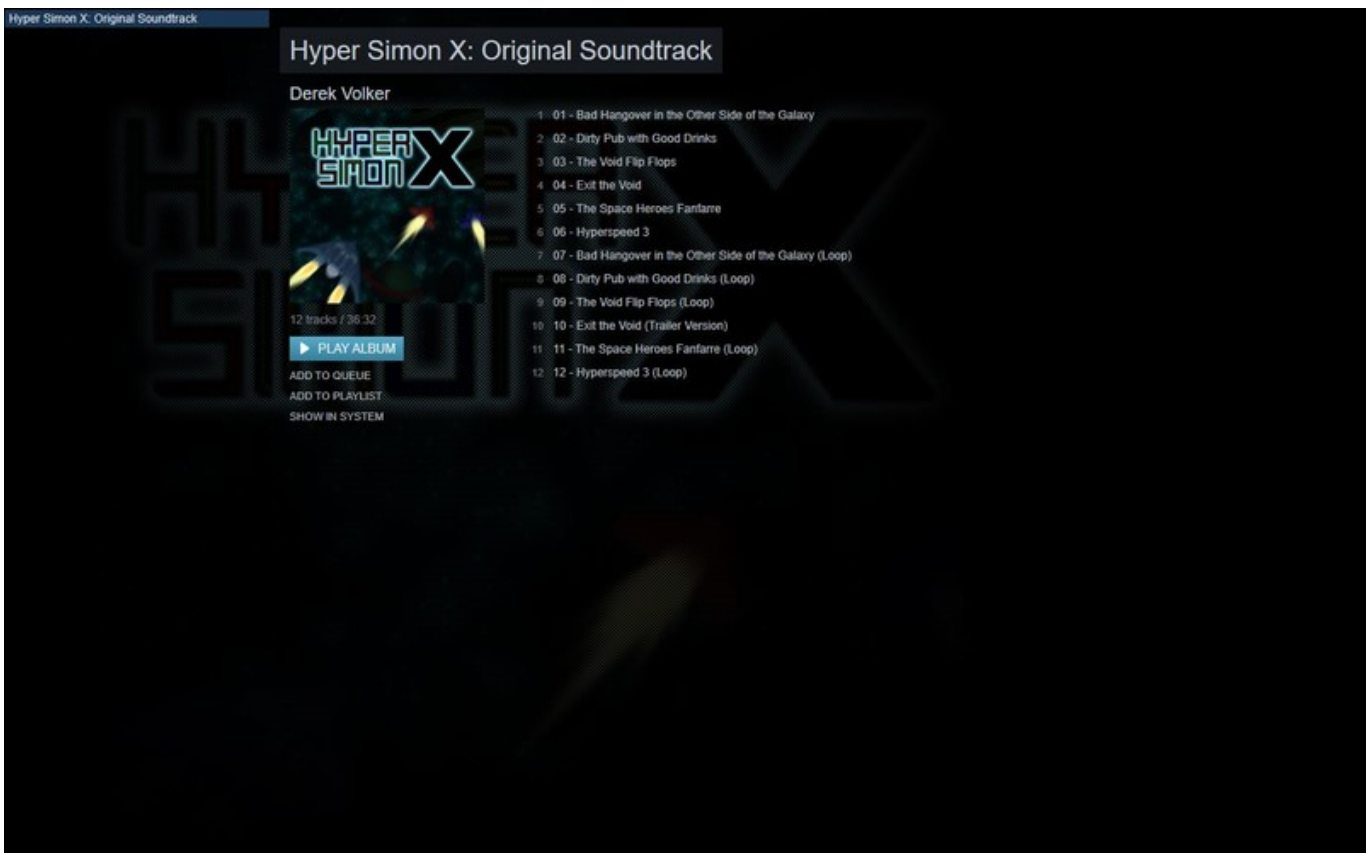 Hyper Simon X: Original Soundtrack
Hyper Simon X: Original Soundtrack
Derek Volker
HYPER
SIMON X
12 tracks / 36:32
PLAY ALBUM
ADD TO QUEUE
ADD TO PLAYLIST
SHOW IN SYSTEM
1 01 - Bad Hangover in the Other Side of the Galaxy
2 02 - Dirty Pub with Good Drinks
3 03 - The Void Flip Flops
4 04 - Exit the Void
5 05 - The Space Heroes Fanfarre
6 06 - Hyperspeed 3
7 07 - Bad Hangover in the Other Side of the Galaxy (Loop)
8 08 - Dirty Pub with Good Drinks (Loop)
9 09 - The Void Flip Flops (Loop)
10 10 - Exit the Void (Trailer Version)
11 11 - The Space Heroes Fanfarre (Loop)
12 12 - Hyperspeed 3 (Loop)
HYPER
SIMON X